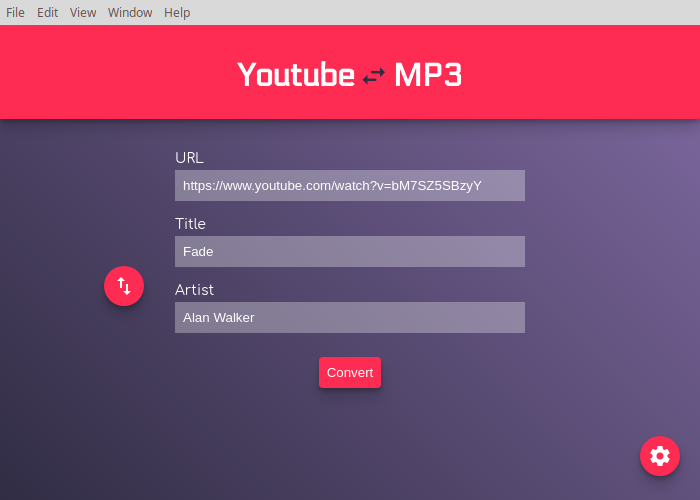 File Edit View Window Help
Youtube MP3
URL
https://www.youtube.com/watch?v=bM7SZ5SBzyY
Title
Fade
Artist
Alan Walker
Convert